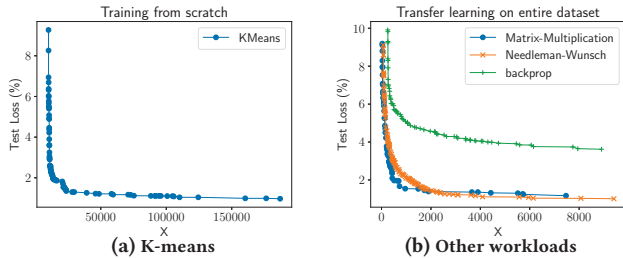 Training from scratch
KMeans
Test Loss (%)
8
6
4
2
50000
100000
150000
X
(a) K-means
Transfer learning on entire dataset
Matrix-Multiplication
Needleman-Wunsch
backprop
Test Loss (%)
10
8
6
4
2
0
2000
4000
6000
8000
X
(b) Other workloads